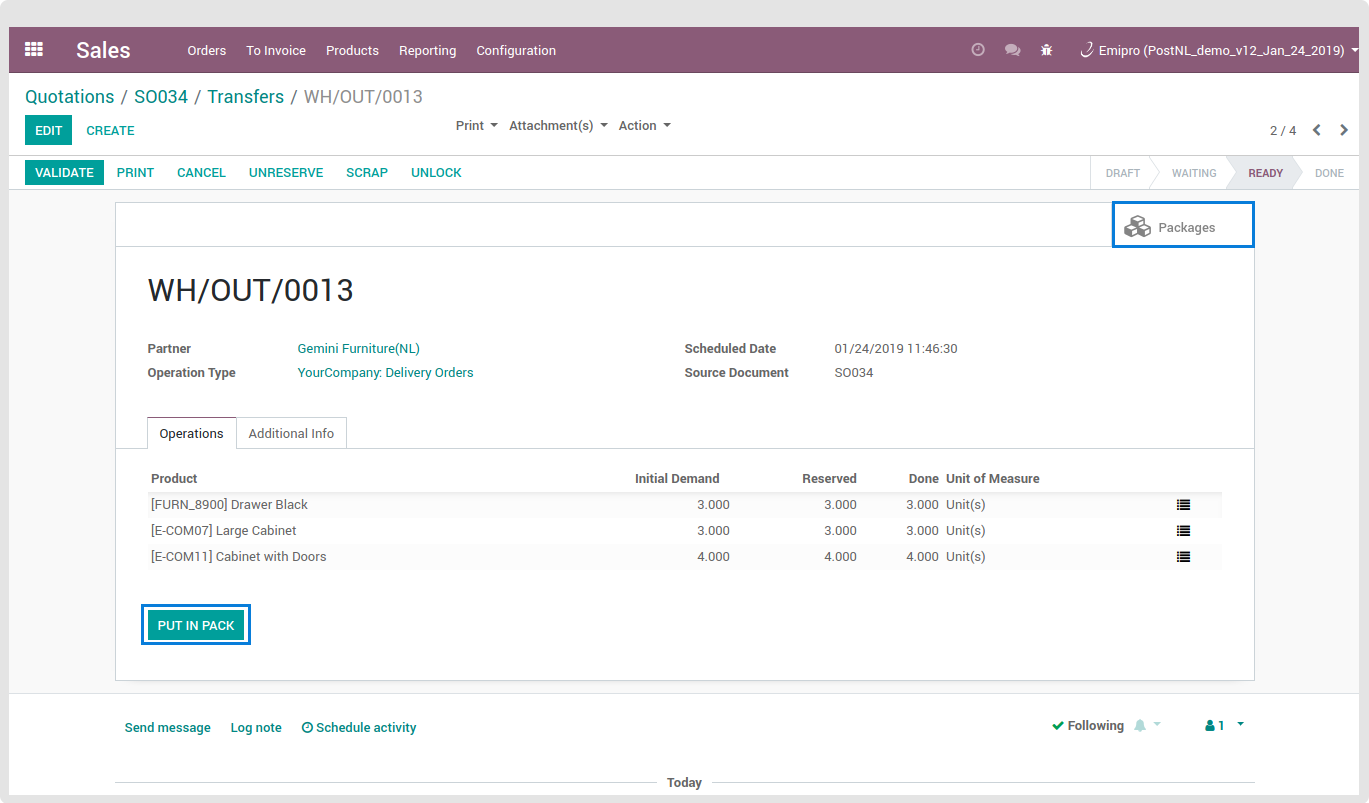 Sales Orders To Invoice Products Reporting Configuration Emipro (PostNL_demo_v12_Jan_24_2019)
Quotations / SO034 / Transfers / WH/OUT/0013
EDIT CREATE Print Attachment(s) Action 2 / 4
VALIDATE PRINT CANCEL UNRESERVE SCRAP UNLOCK DRAFT WAITING READY DONE
Packages
WH/OUT/0013
Partner Gemini Furniture(NL) Scheduled Date 01/24/2019 11:46:30
Operation Type YourCompany: Delivery Orders Source Document SO034
Operations Additional Info
Product Initial Demand Reserved Done Unit of Measure
[FURN_8900] Drawer Black 3.000 3.000 3.000 Unit(s)
[E-COM07] Large Cabinet 3.000 3.000 3.000 Unit(s)
[E-COM11] Cabinet with Doors 4.000 4.000 4.000 Unit(s)
PUT IN PACK
Send message Log note Schedule activity Following 1
Today